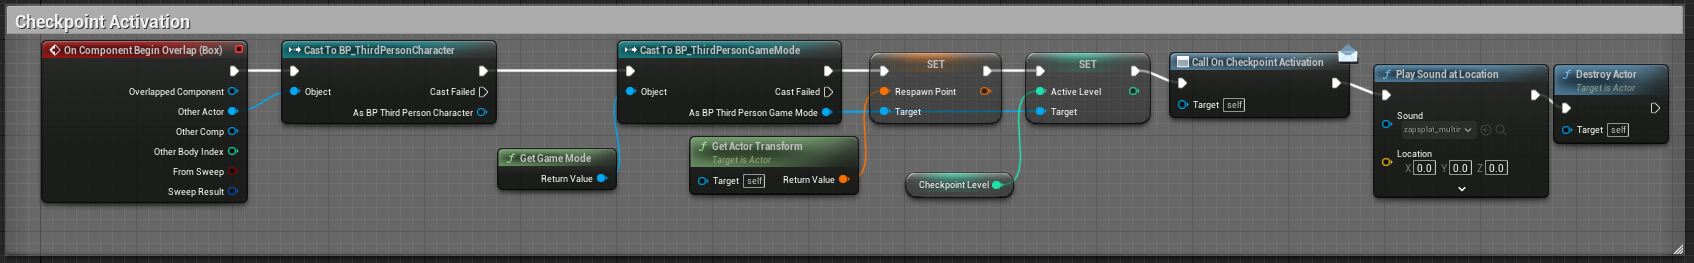 Checkpoint Activation
On Component Begin Overlap (Box)
Overlapped Component
Other Actor
Other Comp
Other Body Index
From Sweep
Sweep Result
Cast To BP_ThirdPersonCharacter
Object
Cast Failed
As BP Third Person Character
Get Game Mode
Return Value
Cast To BP_ThirdPersonGameMode
Object
Cast Failed
As BP Third Person Game Mode
Get Actor Transform
Target is Actor
Target self
Return Value
SET
Respawn Point
Target
Checkpoint Level
SET
Active Level
Target
Call On Checkpoint Activation
Target self
Play Sound at Location
Sound
zapsplat_multir
Location
X 0.0 Y 0.0 Z 0.0
Destroy Actor
Target is Actor
Target self